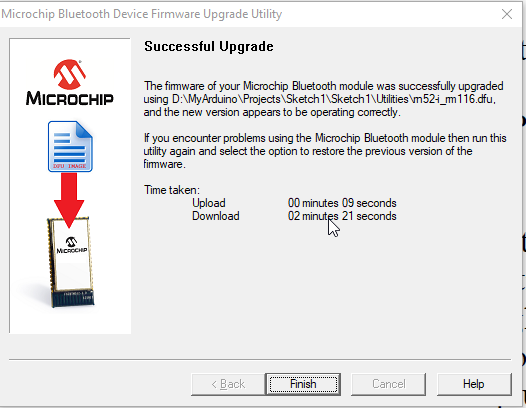 Microchip Bluetooth Device Firmware Upgrade Utility
Successful Upgrade
MICROCHIP
DFU IMAGE
MICROCHIP
The firmware of your Microchip Bluetooth module was successfully upgraded
using D:\MyArduino\Projects\Sketch1\Sketch1\Utilities\rn52-i_rm116.dfu,
and the new version appears to be operating correctly.
If you encounter problems using the Microchip Bluetooth module then run this
utility again and select the option to restore the previous version of the
firmware.
Time taken:
Upload 00 minutes 09 seconds
Download 02 minutes 21 seconds
< Back Finish Cancel Help